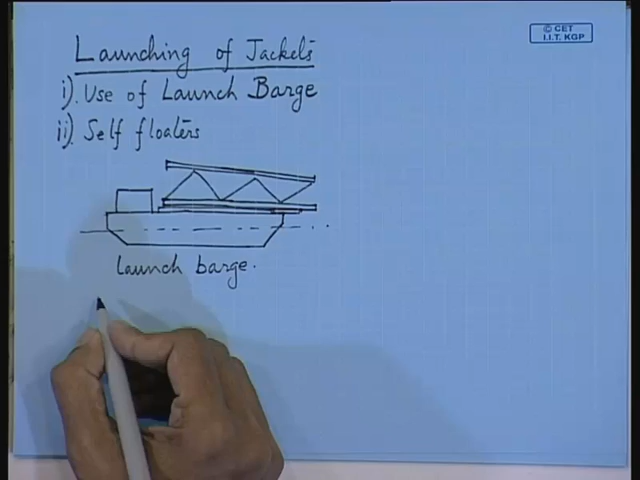 Launching of Jackets
© CET
I.I.T. KGP
i). Use of Launch Barge
ii). Self floaters
Launch barge.